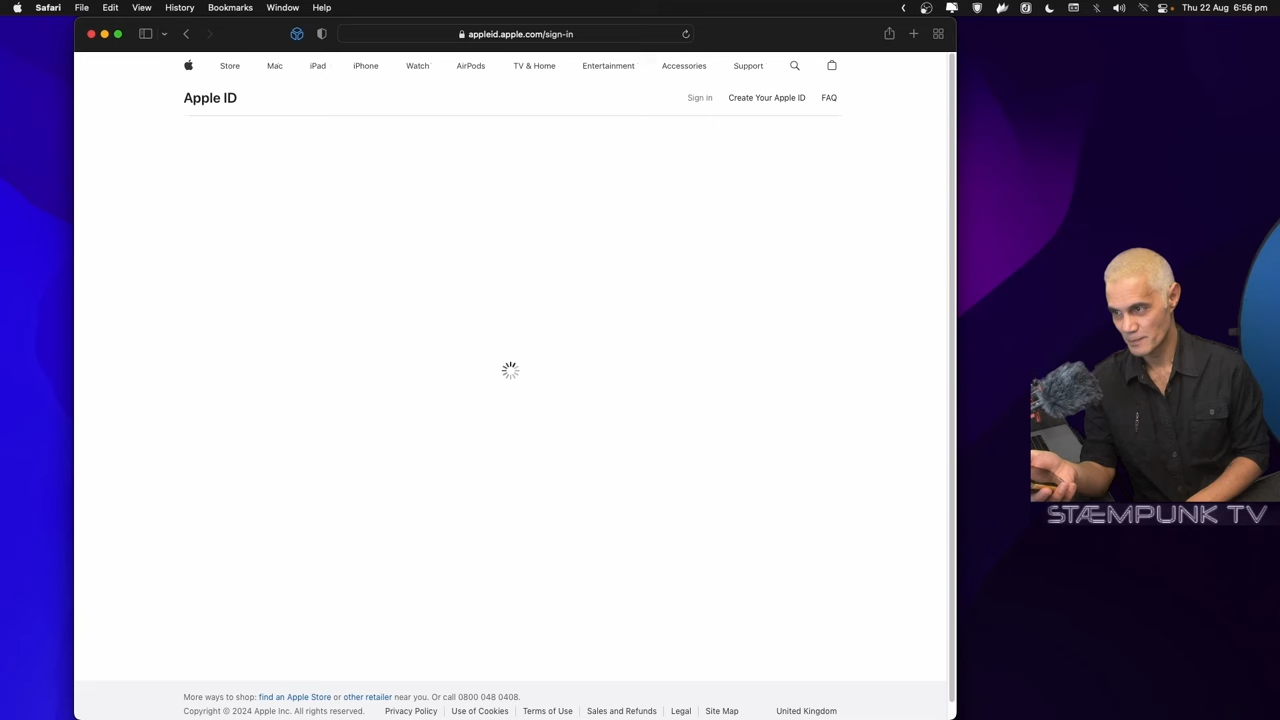 Safari File Edit View History Bookmarks Window Help Thu 22 Aug 6:56 pm
appleid.apple.com/sign-in
Store Mac iPad iPhone Watch AirPods TV & Home Entertainment Accessories Support
Apple ID Sign in Create Your Apple ID FAQ
STÆMPUNK TV
More ways to shop: find an Apple Store or other retailer near you. Or call 0800 048 0408.
Copyright © 2024 Apple Inc. All rights reserved. Privacy Policy Use of Cookies Terms of Use Sales and Refunds Legal Site Map United Kingdom